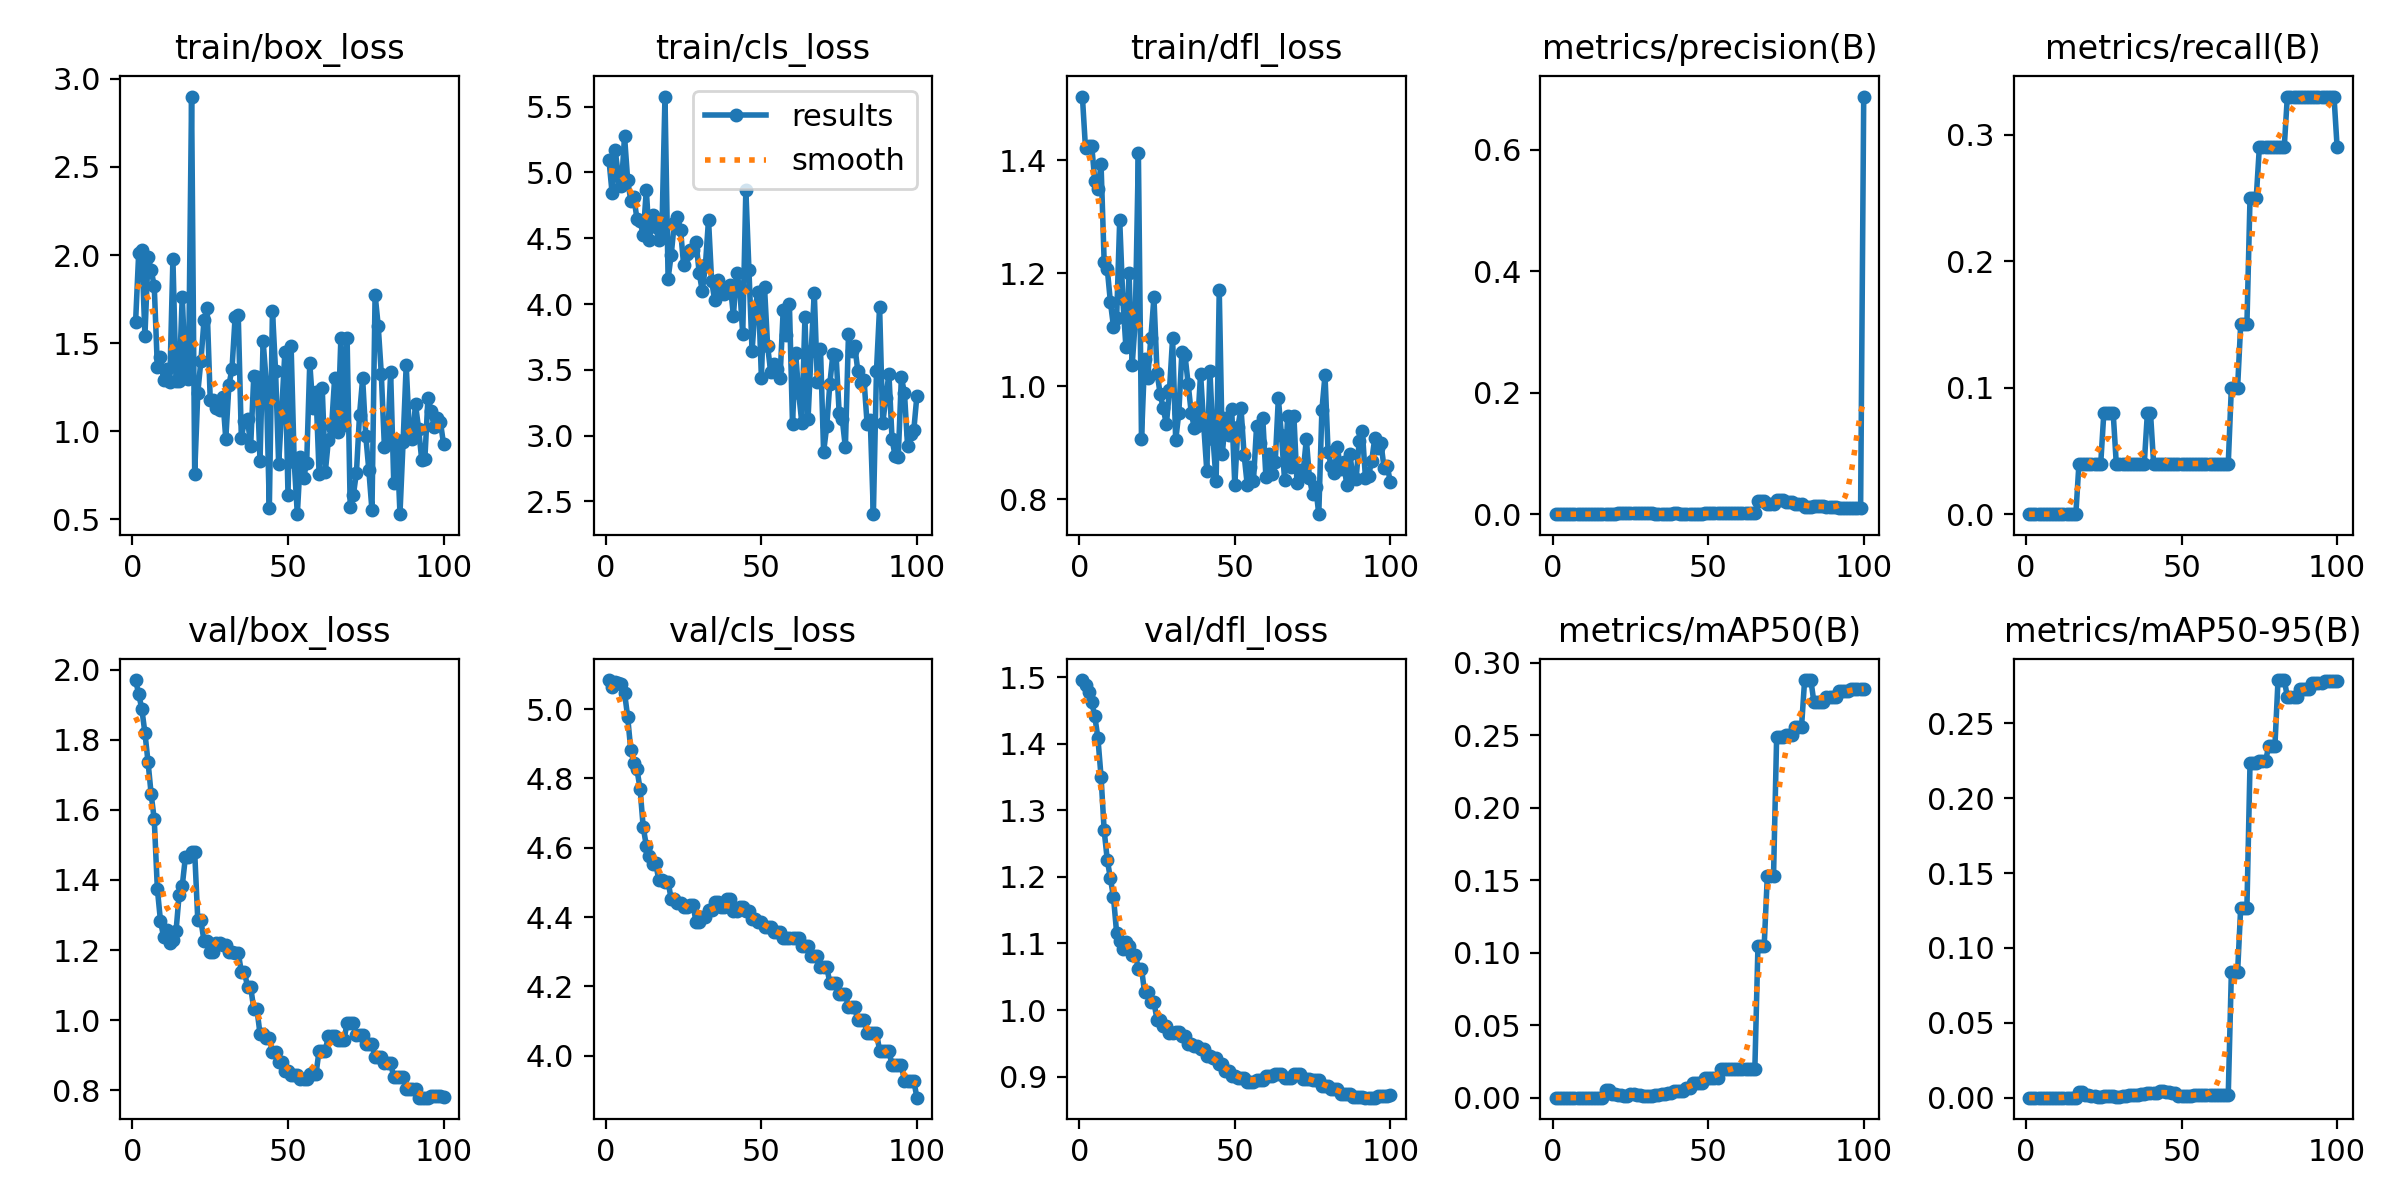 train/box_loss
3.0
2.5
2.0
1.5
1.0
0.5
0 50 100
train/cls_loss
results
smooth
5.5
5.0
4.5
4.0
3.5
3.0
2.5
0 50 100
train/dfl_loss
1.4
1.2
1.0
0.8
0 50 100
metrics/precision(B)
0.6
0.4
0.2
0.0
0 50 100
metrics/recall(B)
0.3
0.2
0.1
0.0
0 50 100
val/box_loss
2.0
1.8
1.6
1.4
1.2
1.0
0.8
0 50 100
val/cls_loss
5.0
4.8
4.6
4.4
4.2
4.0
0 50 100
val/dfl_loss
1.5
1.4
1.3
1.2
1.1
1.0
0.9
0 50 100
metrics/mAP50(B)
0.30
0.25
0.20
0.15
0.10
0.05
0.00
0 50 100
metrics/mAP50-95(B)
0.25
0.20
0.15
0.10
0.05
0.00
0 50 100